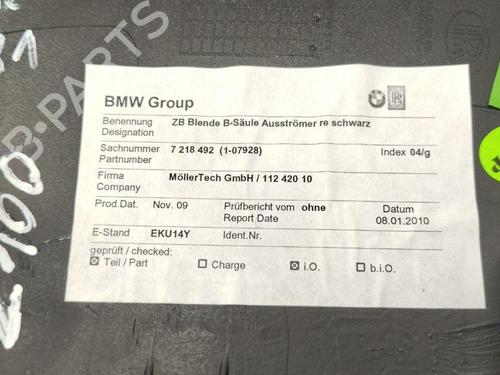 BMW Group
Benennung ZB Blende B-Säule Ausströmer re schwarz
Designation
Sachnummer 7 218 492 (1-07928) Index 04/g
Partnumber
Firma MöllerTech GmbH / 112 420 10
Company
Prod.Dat. Nov. 09 Prüfbericht vom ohne Datum
Report Date 08.01.2010
E-Stand EKU14Y Ident.Nr.
geprüft / checked:
☒ Teil / Part ☐ Charge ☒ i.O. ☐ b.i.O.
B-PARTS
2100